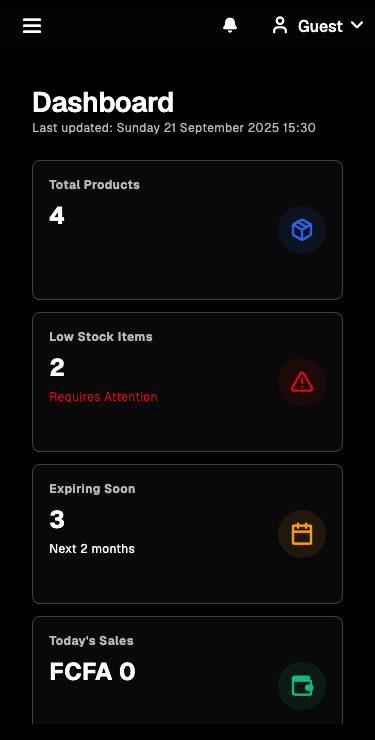 Guest
Dashboard
Last updated: Sunday 21 September 2025 15:30
Total Products
4
Low Stock Items
2
Requires Attention
Expiring Soon
3
Next 2 months
Today's Sales
FCFA 0